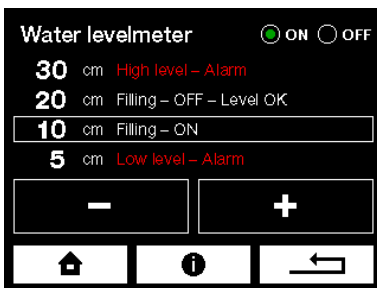 Water levelmeter ON OFF
30 cm High level – Alarm
20 cm Filling – OFF – Level OK
10 cm Filling – ON
5 cm Low level – Alarm
– +
i